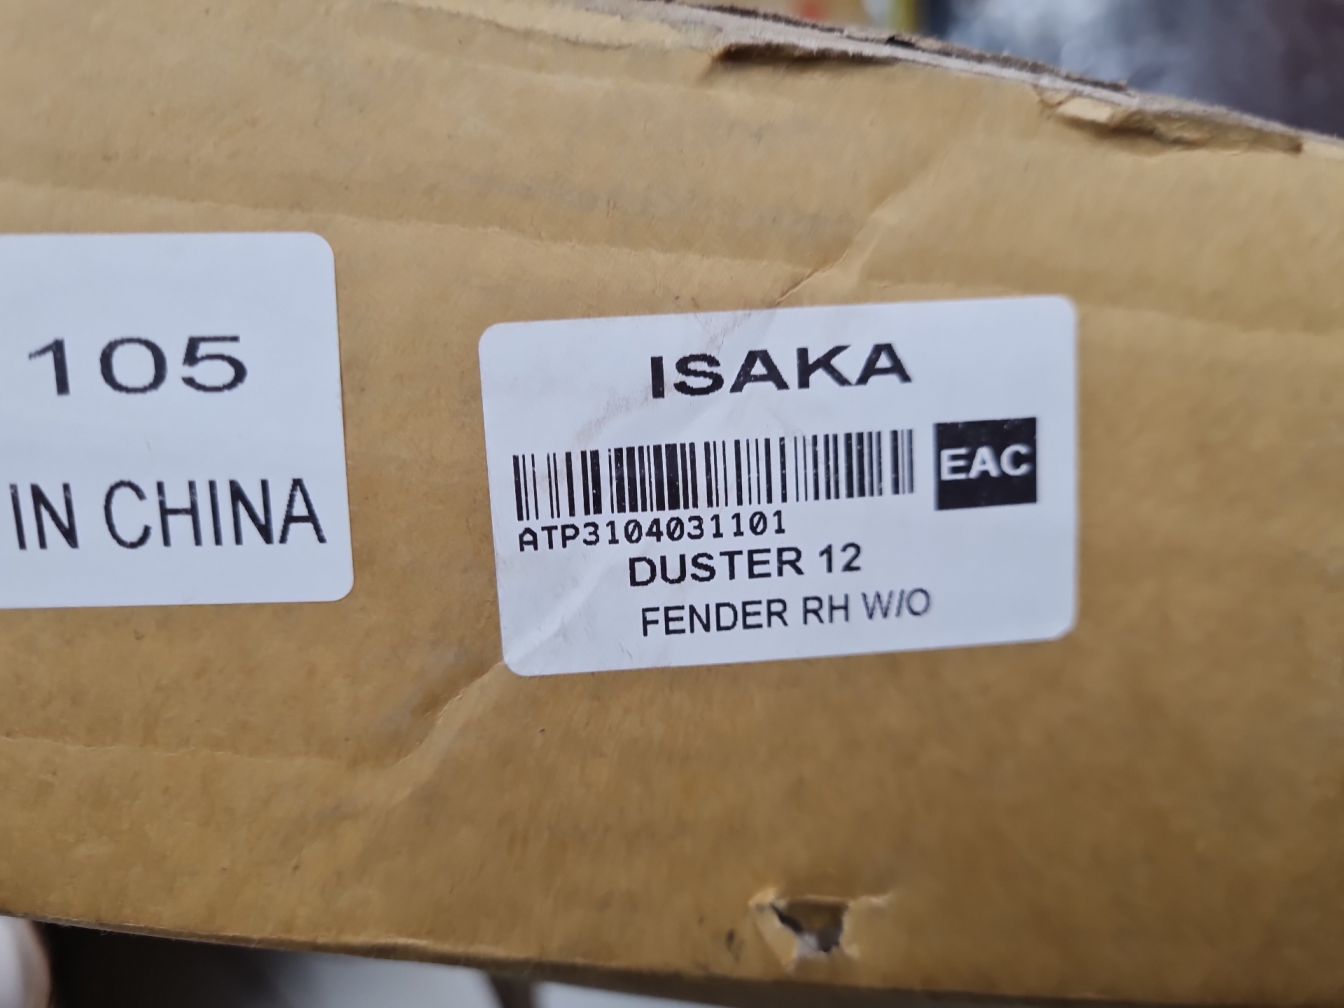 105
IN CHINA
ISAKA
EAC
ATP3104031101
DUSTER 12
FENDER RH W/O